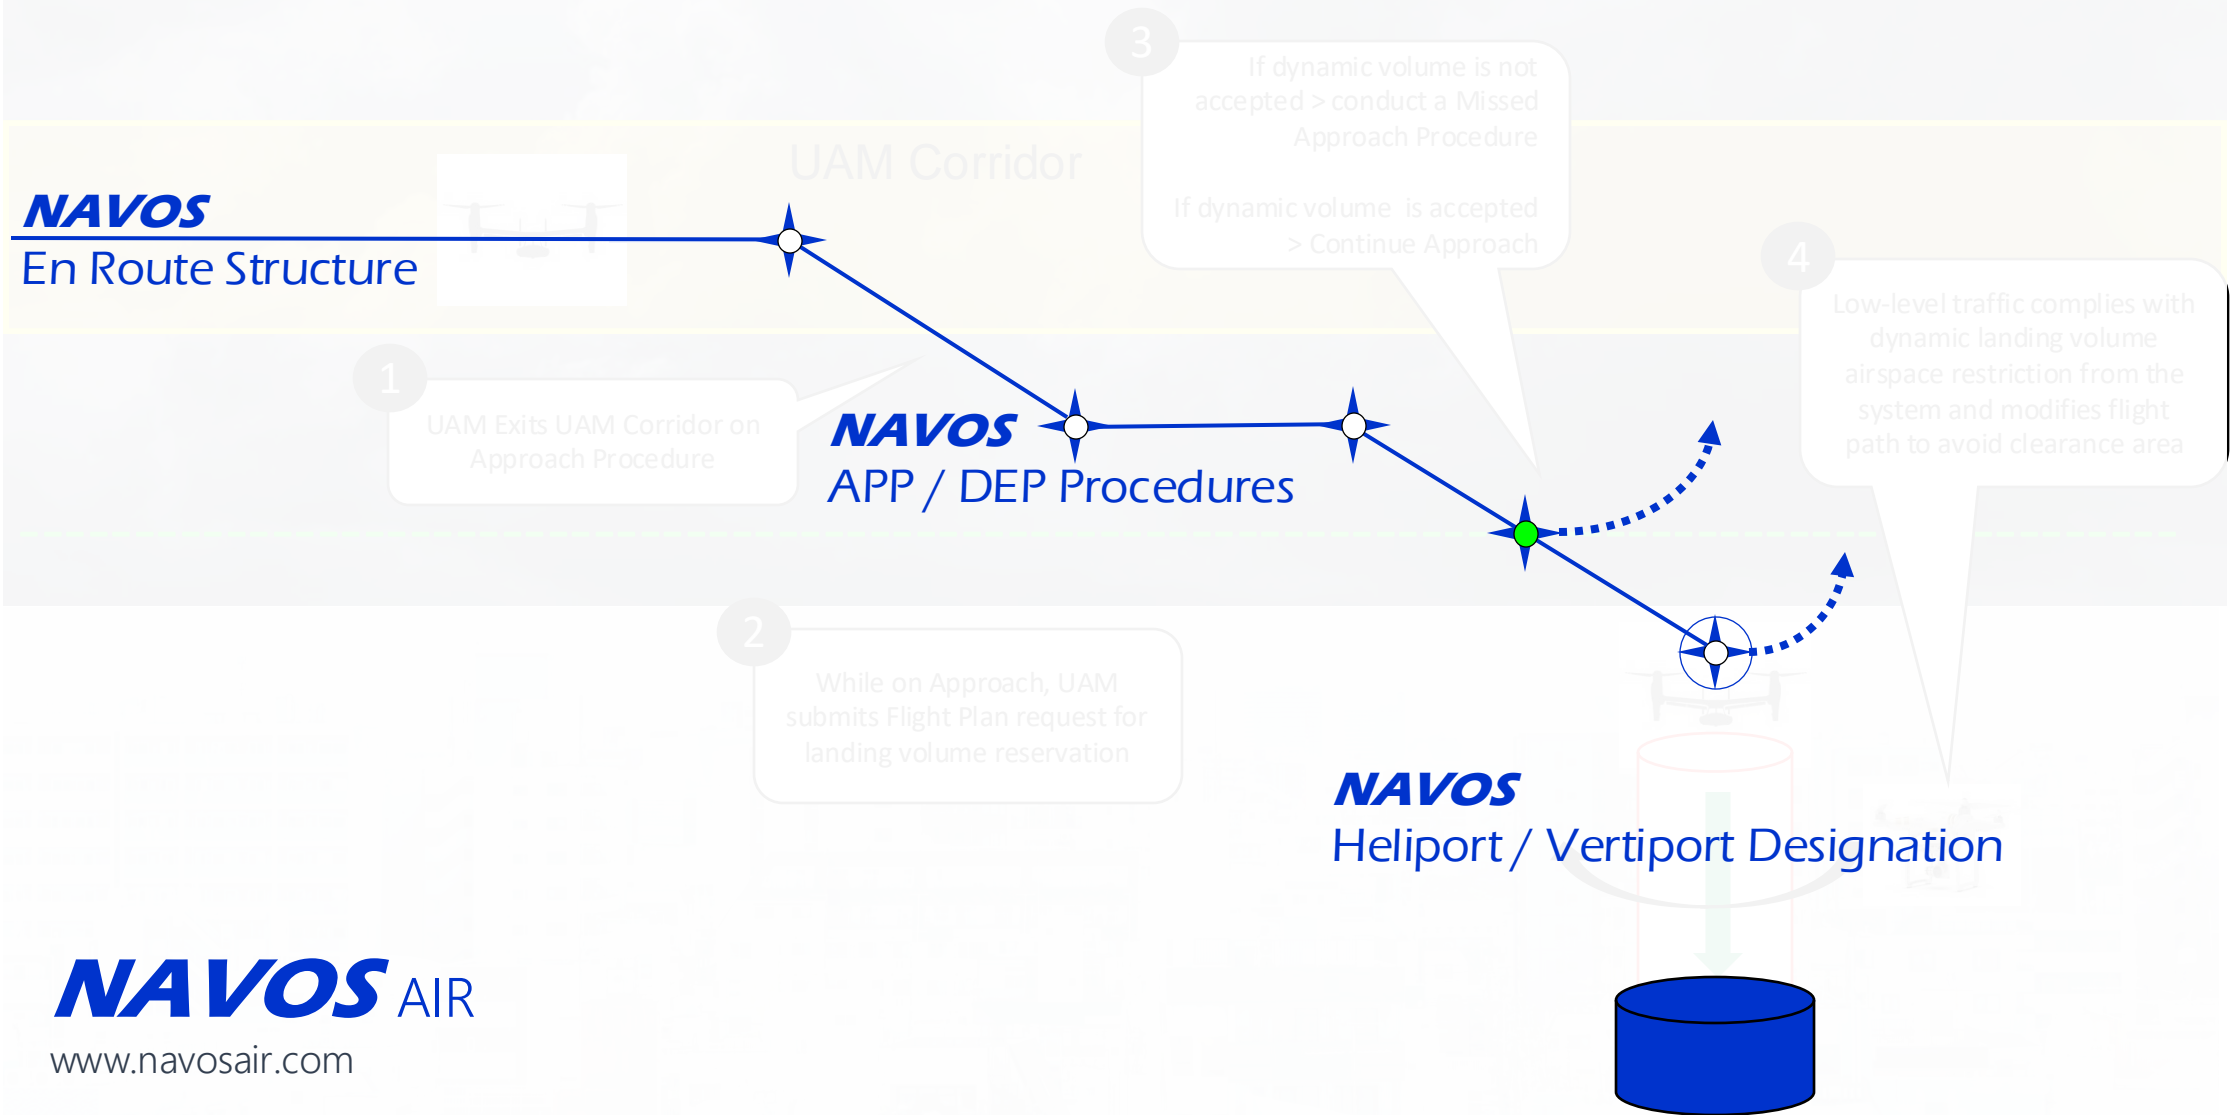 3
If dynamic volume is not
accepted > conduct a Missed
Approach Procedure
If dynamic volume is accepted
> Continue Approach
UAM Corridor
NAVOS
En Route Structure
4
Low-level traffic complies with
dynamic landing volume
airspace restriction from the
system and modifies flight
path to avoid clearance area
1
UAM Exits UAM Corridor on
Approach Procedure
NAVOS
APP / DEP Procedures
2
While on Approach, UAM
submits Flight Plan request for
landing volume reservation
NAVOS
Heliport / Vertiport Designation
NAVOS AIR
www.navosair.com